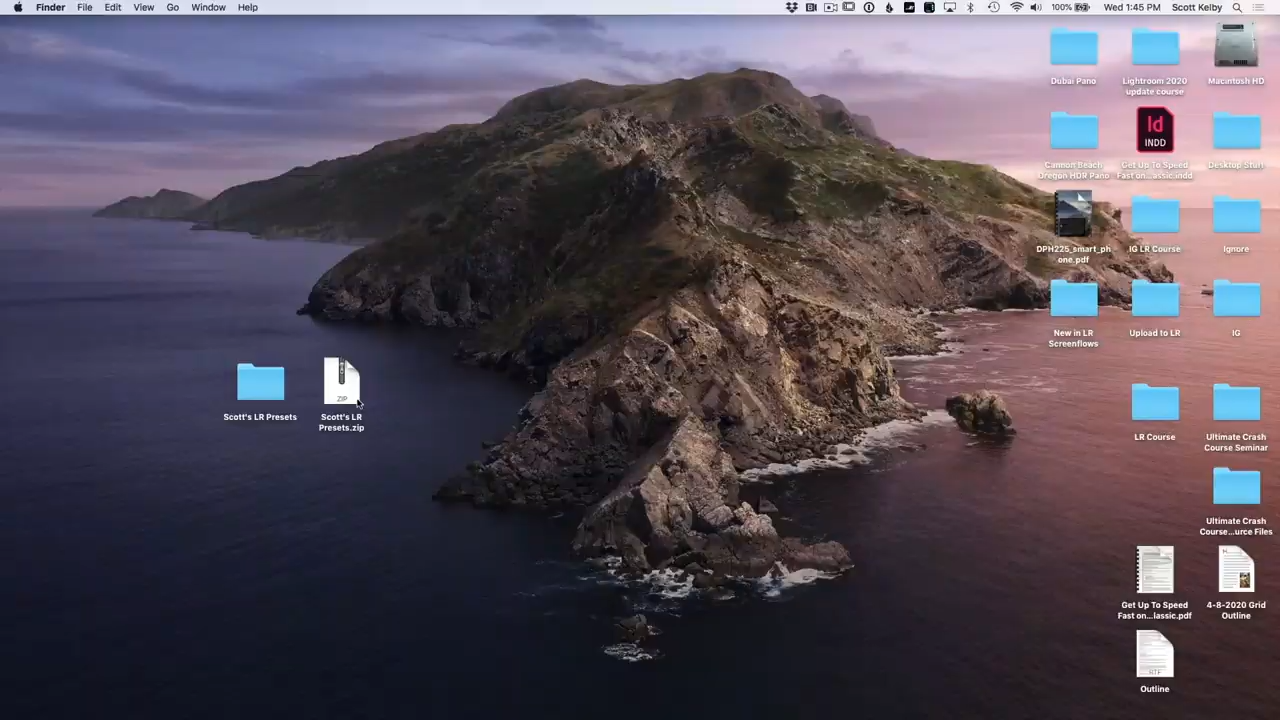 Finder File Edit View Go Window Help
100% Wed 1:45 PM Scott Kelby
Dubai Pano
Lightroom 2020
update course
Macintosh HD
Cannon Beach
Oregon HDR Pano
Id
INDD
Get Up To Speed
Fast on...assic.indd
Desktop Stuff
DPH225_smart_ph
one.pdf
IG LR Course
Ignore
New in LR
Screenflows
Upload to LR
IG
Scott's LR Presets
ZIP
Scott's LR
Presets.zip
LR Course
Ultimate Crash
Course Seminar
Ultimate Crash
Course...urce Files
Get Up To Speed
Fast on...lassic.pdf
4-8-2020 Grid
Outline
RTF
Outline